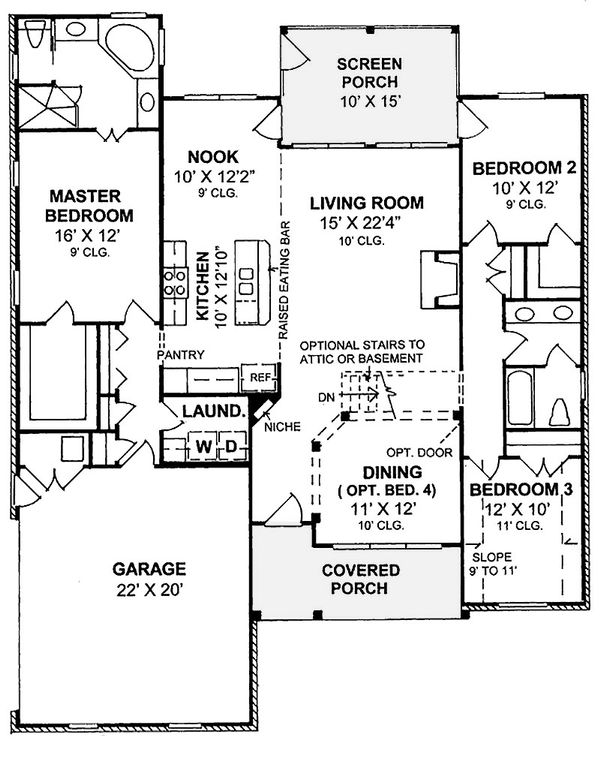 SCREEN
PORCH
10' X 15'
NOOK
10' X 12'2"
9' CLG.
BEDROOM 2
10' X 12'
9' CLG.
MASTER
BEDROOM
16' X 12'
9' CLG.
LIVING ROOM
15' X 22'4"
10' CLG.
KITCHEN
10' X 12'10"
RAISED EATING BAR
OPTIONAL STAIRS TO
ATTIC OR BASEMENT
PANTRY
REF
DN
LAUND.
W D
NICHE
OPT. DOOR
DINING
( OPT. BED. 4)
11' X 12'
10' CLG.
BEDROOM 3
12' X 10'
11' CLG.
SLOPE
9' TO 11'
GARAGE
22' X 20'
COVERED
PORCH